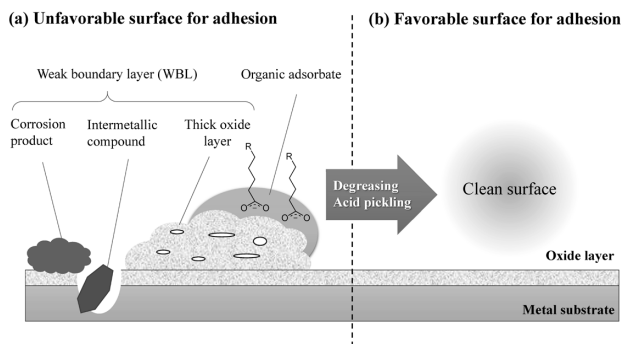 (a) Unfavorable surface for adhesion
(b) Favorable surface for adhesion
Weak boundary layer (WBL)
Organic adsorbate
Corrosion
product
Intermetallic
compound
Thick oxide
layer
R
R
O
O
O
O
Degreasing
Acid pickling
Clean surface
Oxide layer
Metal substrate